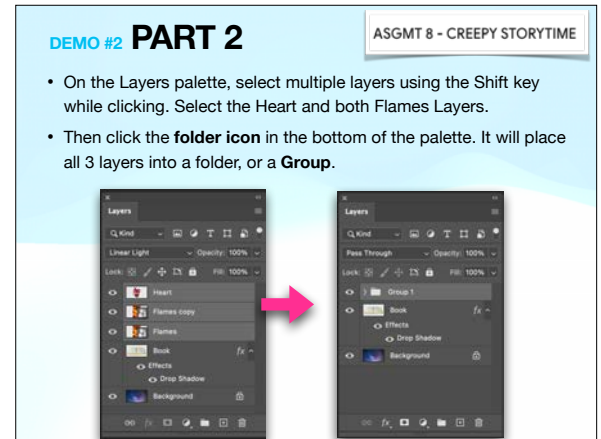 DEMO #2 PART 2
ASGMT 8 - CREEPY STORYTIME
• On the Layers palette, select multiple layers using the Shift key
while clicking. Select the Heart and both Flames Layers.
• Then click the folder icon in the bottom of the palette. It will place
all 3 layers into a folder, or a Group.
Layers
Kind
Linear Light Opacity: 100%
Lock: Fill: 100%
Heart
Flames copy
Flames
Book fx
Effects
Drop Shadow
Background
fx
Layers
Kind
Pass Through Opacity: 100%
Lock: Fill: 100%
Group 1
Book fx
Effects
Drop Shadow
Background
fx